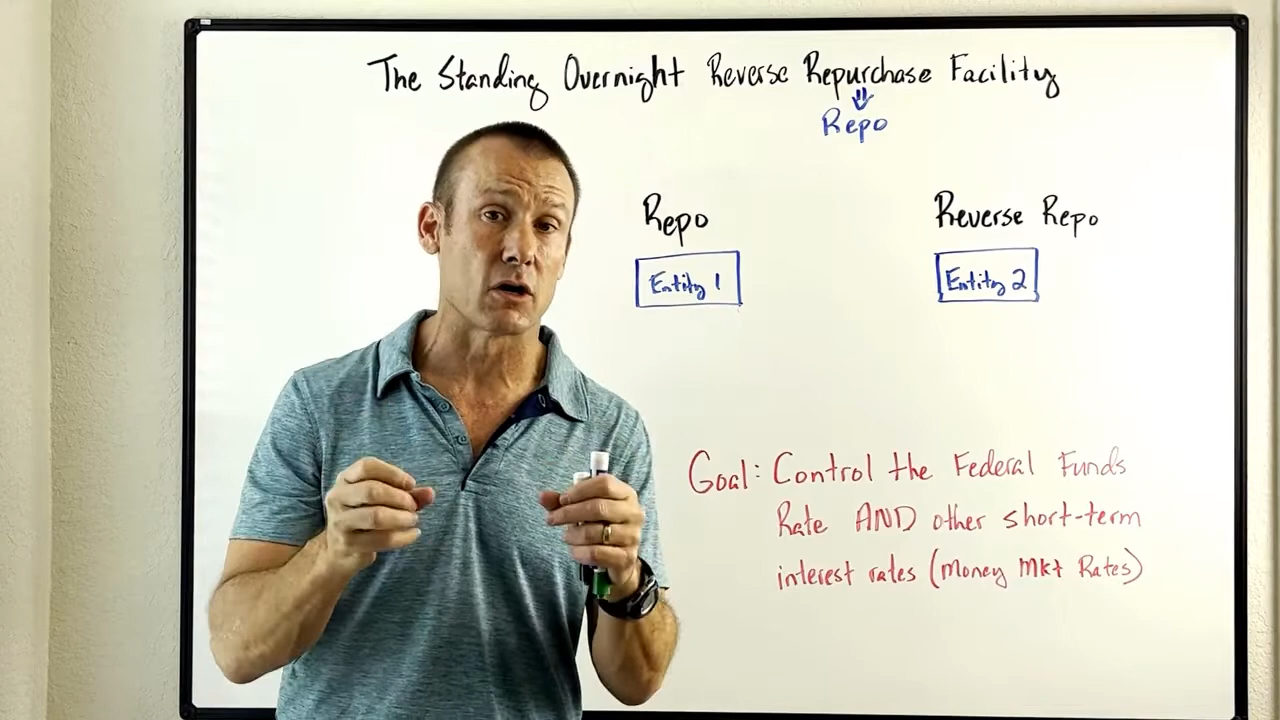 The Standing Overnight Reverse Repurchase Facility
Repo
Repo
Reverse Repo
Entity 1
Entity 2
Goal: Control the Federal Funds
Rate AND other short-term
interest rates (Money Mkt Rates)